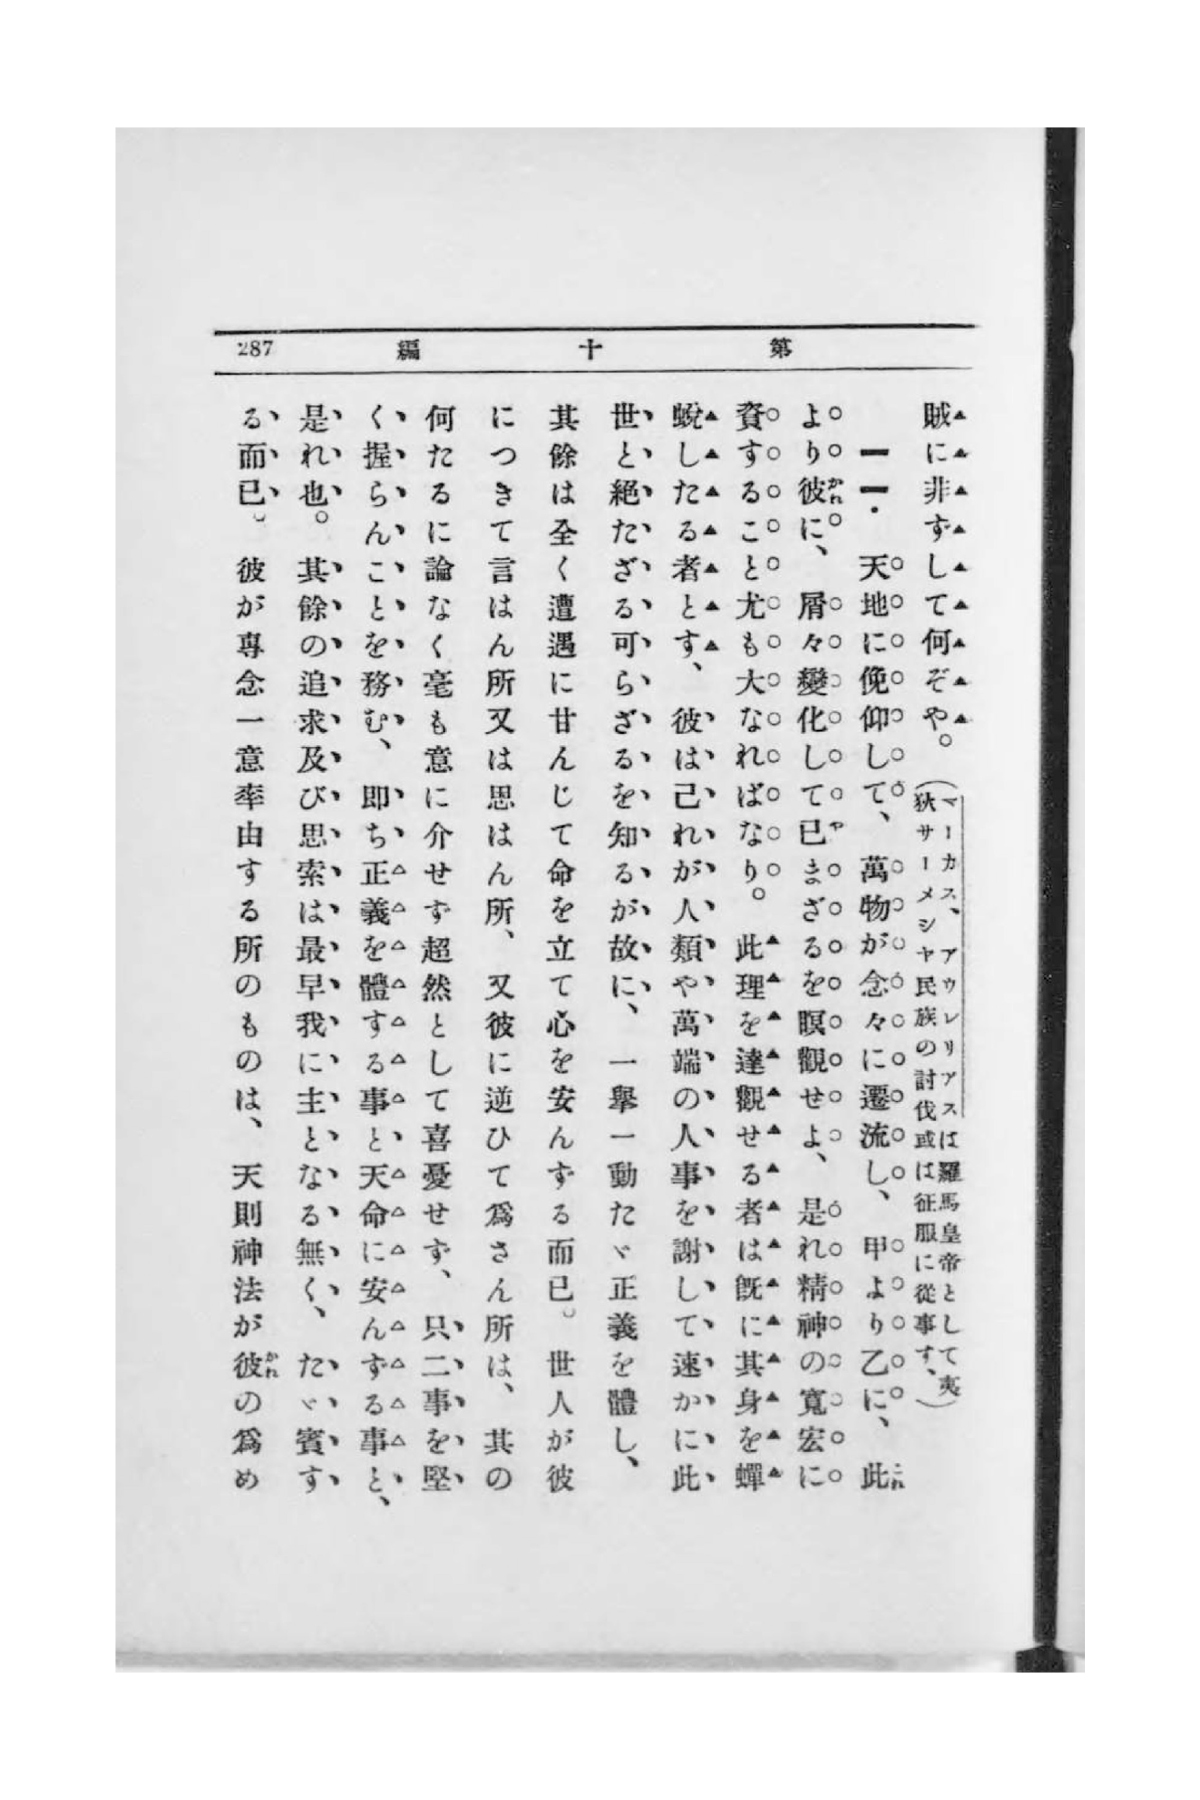 第十編
287
賊に非ずして何ぞや。(マーカス、アウレリアスは羅馬皇帝として夷
狄サーメシヤ民族の討伐或は征服に從事す、)
一一・天地に俛仰して、萬物が念々に遷流し、甲より乙に、此
より彼に、屑々變化して已まざるを瞑觀せよ、是れ精神の寬宏に
資すること尤も大なればなり。此理を達觀せる者は既に其身を蟬
蛻したる者とす、彼は己れが人類や萬端の人事を謝して速かに此
世と絕たざる可らざるを知るが故に、一擧一動たゞ正義を體し、
其餘は全く遭遇に甘んじて命を立て心を安んずる而已。世人が彼
につきて言はん所又は思はん所、又彼に逆ひて爲さん所は、其の
何たるに論なく毫も意に介せず超然として喜憂せず、只二事を堅
く握らんことを務む、即ち正義を體する事と天命に安んずる事と、
是れ也。其餘の追求及び思索は最早我に主となる無く、たゞ賓す
る而已。彼が專念一意率由する所のものは、天則神法が彼の爲め